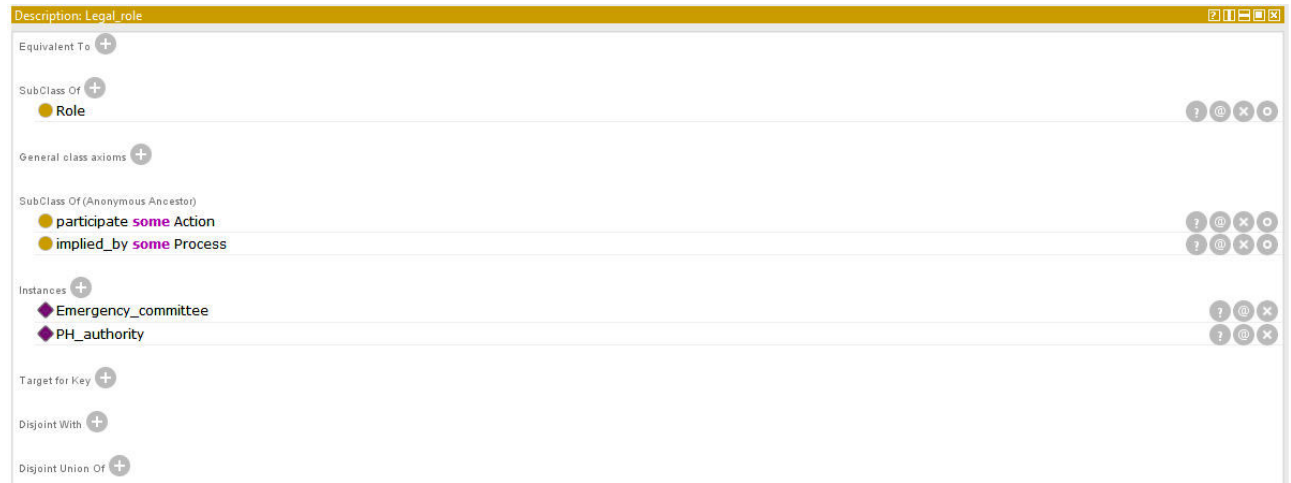 Description: Legal_role
Equivalent To
SubClass Of
Role
General class axioms
SubClass Of (Anonymous Ancestor)
participate some Action
implied_by some Process
Instances
Emergency_committee
PH_authority
Target for Key
Disjoint With
Disjoint Union Of